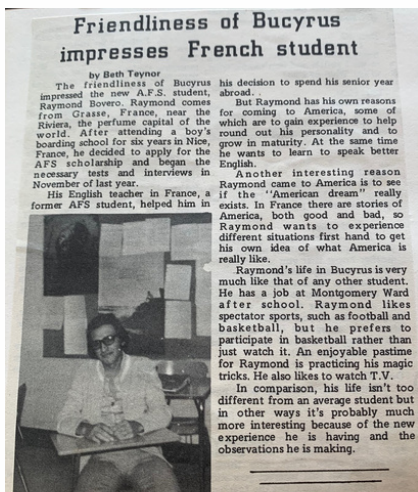 Friendliness of Bucyrus
impresses French student
by Beth Teynor
The friendliness of Bucyrus
impressed the new A.F.S. student,
Raymond Bovero. Raymond comes
from Grasse, France, near the
Riviera, the perfume capital of the
world. After attending a boy's
boarding school for six years in Nice,
France, he decided to apply for the
AFS scholarship and began the
necessary tests and interviews in
November of last year.
His English teacher in France, a
former AFS student, helped him in
his decision to spend his senior year
abroad. .
But Raymond has his own reasons
for coming to America, some of
which are to gain experience to help
round out his personality and to
grow in maturity. At the same time
he wants to learn to speak better
English.
Another interesting reason
Raymond came to America is to see
if the "American dream" really
exists. In France there are stories of
America, both good and bad, so
Raymond wants to experience
different situations first hand to get
his own idea of what America is
really like.
Raymond's life in Bucyrus is very
much like that of any other student.
He has a job at Montgomery Ward
after school. Raymond likes
spectator sports, such as football and
basketball, but he prefers to
participate in basketball rather than
just watch it. An enjoyable pastime
for Raymond is practicing his magic
tricks. He also likes to watch T.V.
In comparison, his life isn't too
different from an average student but
in other ways it's probably much
more interesting because of the new
experience he is having and the
observations he is making.